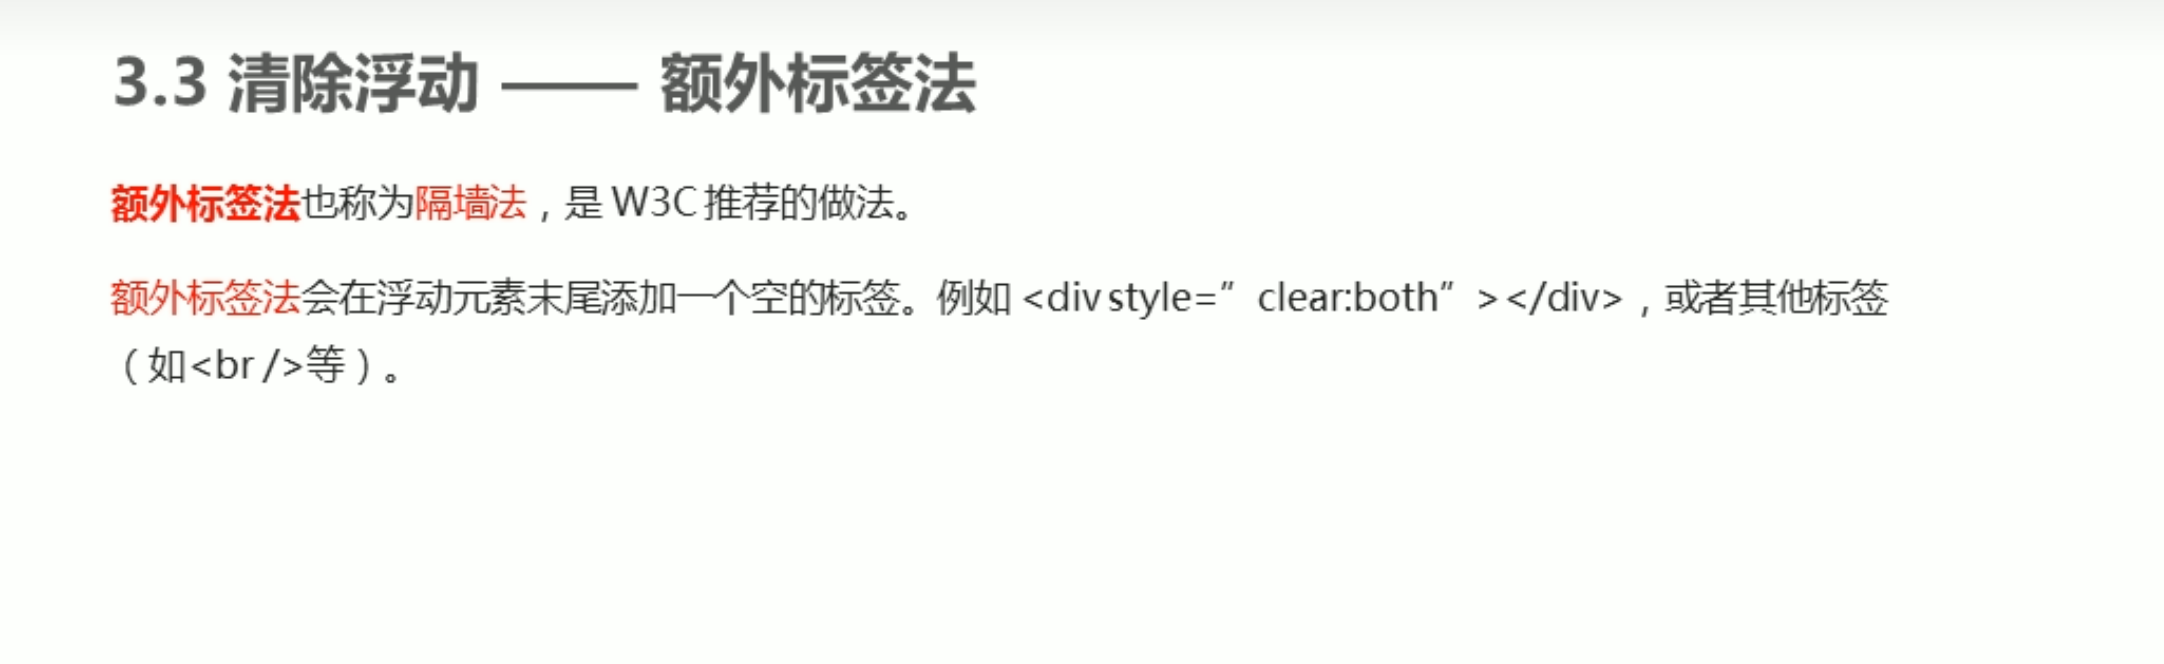 3.3 清除浮动 —— 额外标签法
额外标签法也称为隔墙法，是 W3C 推荐的做法。
额外标签法会在浮动元素末尾添加一个空的标签。例如 <div style=”clear:both”></div>，或者其他标签
（如<br />等）。